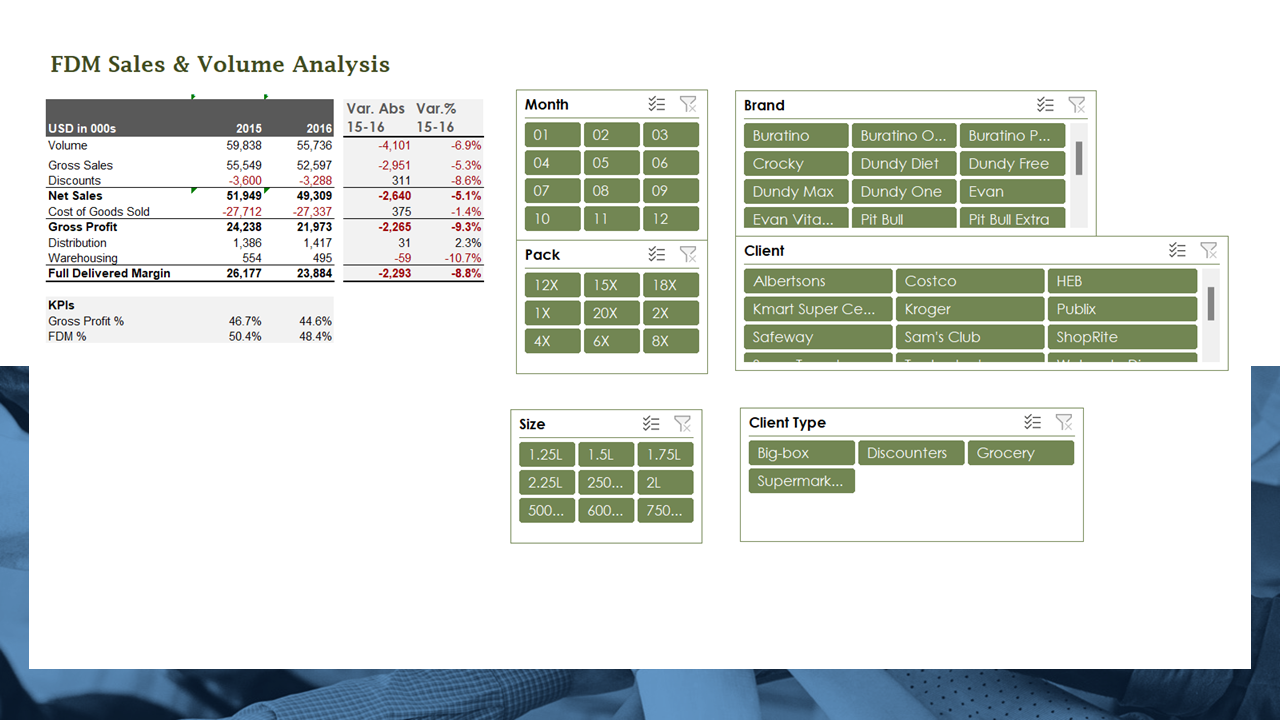 FDM Sales & Volume Analysis
Var. Abs Var.%
USD in 000s 2015 2016 15-16 15-16
Volume 59,838 55,736 -4,101 -6.9%
Gross Sales 55,549 52,597 -2,951 -5.3%
Discounts -3,600 -3,288 311 -8.6%
Net Sales 51,949 49,309 -2,640 -5.1%
Cost of Goods Sold -27,712 -27,337 375 -1.4%
Gross Profit 24,238 21,973 -2,265 -9.3%
Distribution 1,386 1,417 31 2.3%
Warehousing 554 495 -59 -10.7%
Full Delivered Margin 26,177 23,884 -2,293 -8.8%
KPIs
Gross Profit % 46.7% 44.6%
FDM % 50.4% 48.4%
Month
01 02 03
04 05 06
07 08 09
10 11 12
Pack
12X 15X 18X
1X 20X 2X
4X 6X 8X
Brand
Buratino Buratino O... Buratino P...
Crocky Dundy Diet Dundy Free
Dundy Max Dundy One Evan
Evan Vita... Pit Bull Pit Bull Extra
Client
Albertsons Costco HEB
Kmart Super Ce... Kroger Publix
Safeway Sam's Club ShopRite
Size
1.25L 1.5L 1.75L
2.25L 250... 2L
500... 600... 750...
Client Type
Big-box Discounters Grocery
Supermark...